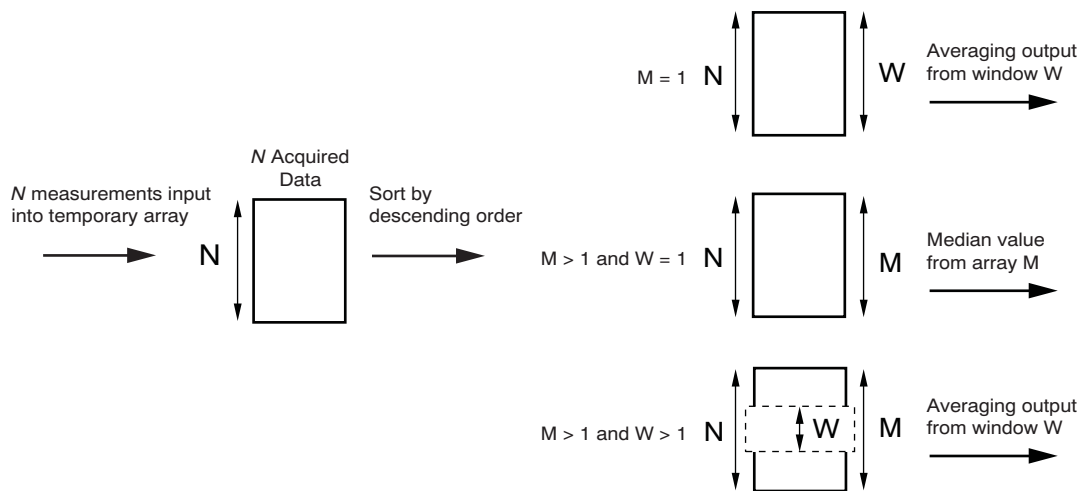 N measurements input
into temporary array
N
N Acquired
Data
Sort by
descending order
M = 1
N
W
Averaging output
from window W
M > 1 and W = 1
N
M
Median value
from array M
M > 1 and W > 1
N
W
M
Averaging output
from window W